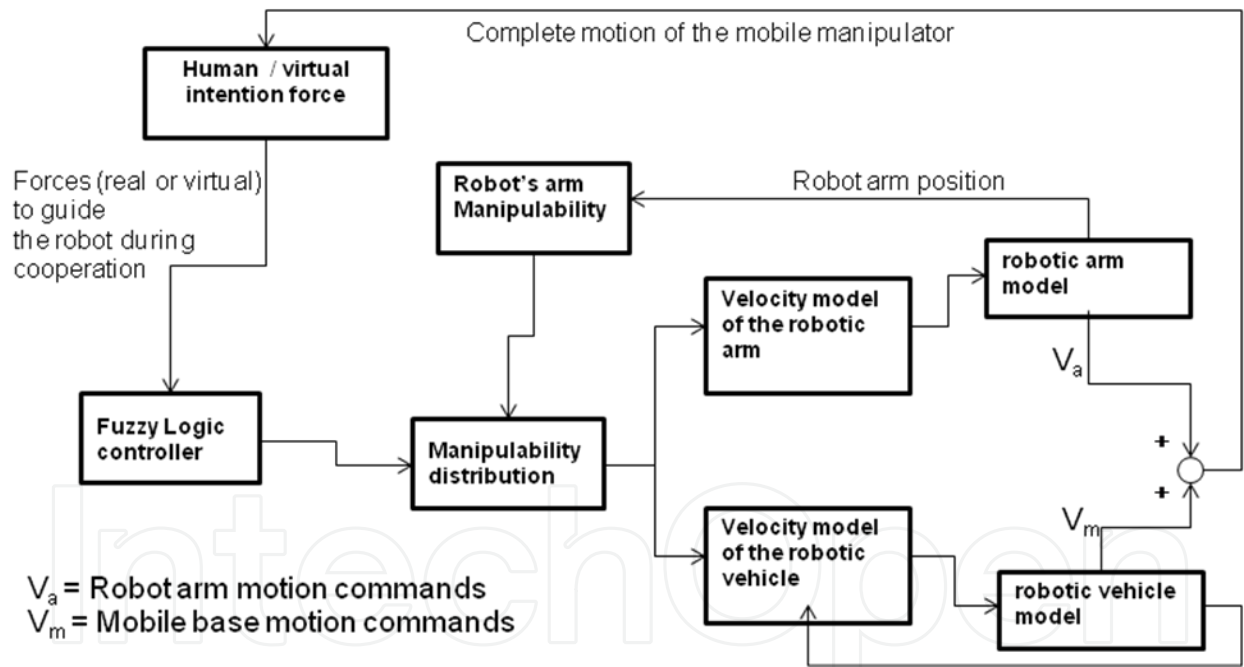 Complete motion of the mobile manipulator
Human / virtual
intention force
Forces (real or virtual)
to guide
the robot during
cooperation
Robot's arm
Manipulability
Robot arm position
robotic arm
model
Velocity model
of the robotic
arm
Va
Fuzzy Logic
controller
Manipulability
distribution
+
+
Velocity model
of the robotic
vehicle
Vm
robotic vehicle
model
Va = Robot arm motion commands
Vm = Mobile base motion commands
IntechOpen